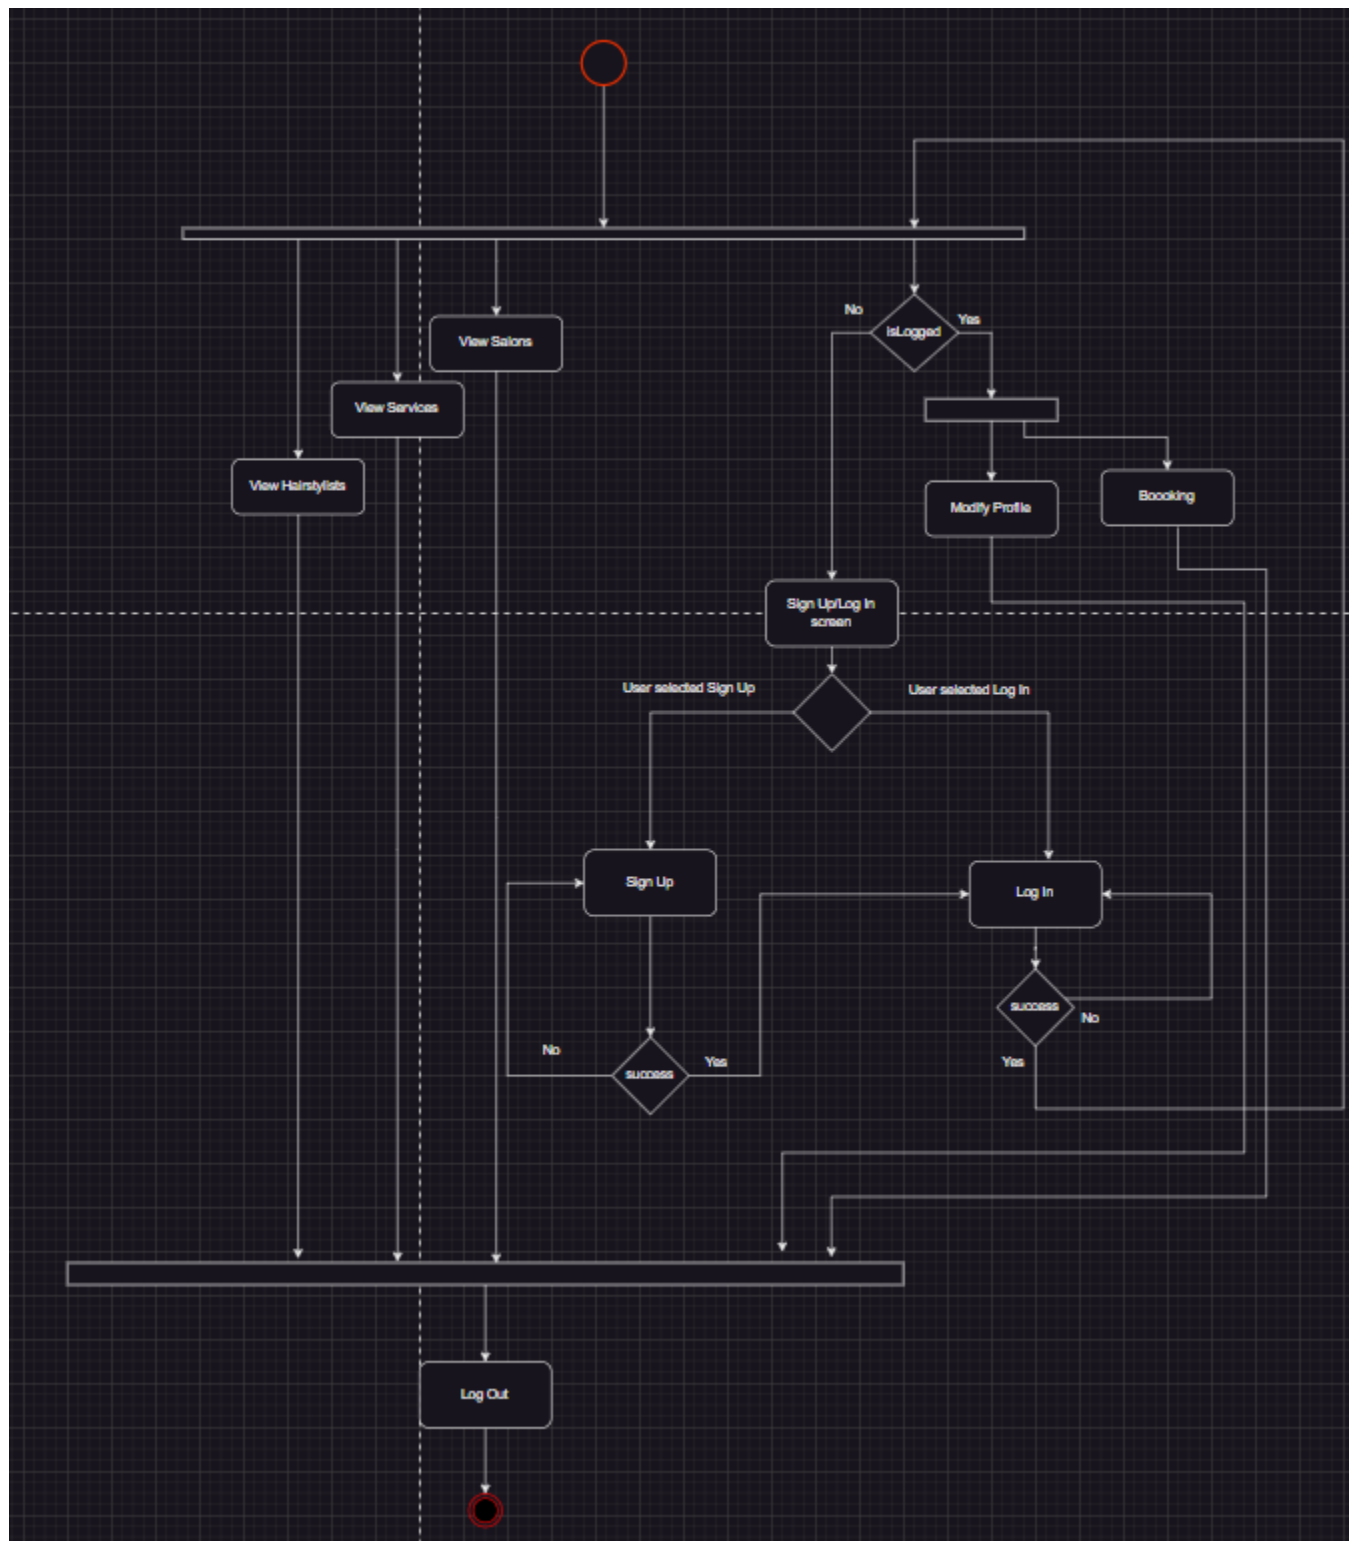 No
Yes
isLogged
View Salons
View Services
View Hairstylists
Modify Profile
Boooking
Sign Up/Log In
screen
User selected Sign Up
User selected Log In
Sign Up
Log In
success
No
No
Yes
success
Yes
Log Out